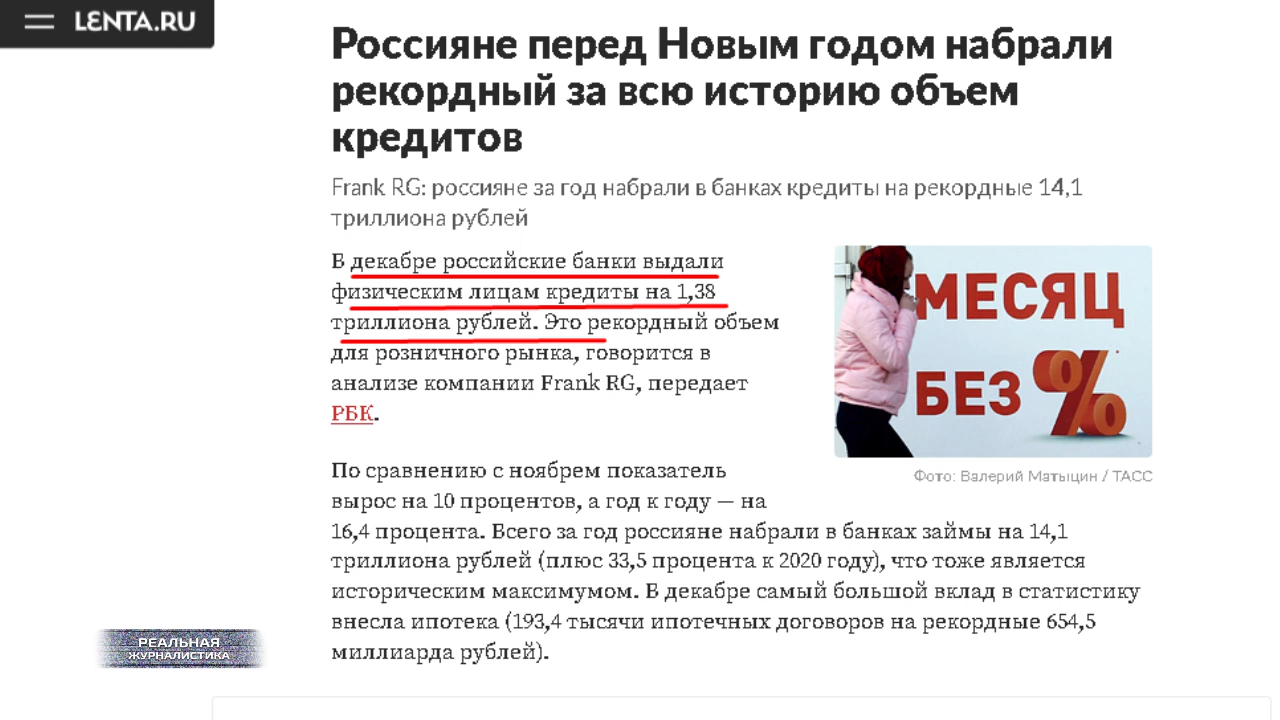 LENTA.RU
Россияне перед Новым годом набрали
рекордный за всю историю объем
кредитов
Frank RG: россияне за год набрали в банках кредиты на рекордные 14,1
триллиона рублей
В декабре российские банки выдали
физическим лицам кредиты на 1,38
триллиона рублей. Это рекордный объем
для розничного рынка, говорится в
анализе компании Frank RG, передает
РБК.
МЕСЯЦ
БЕЗ %
Фото: Валерий Матыцин / ТАСС
По сравнению с ноябрем показатель
вырос на 10 процентов, а год к году — на
16,4 процента. Всего за год россияне набрали в банках займы на 14,1
триллиона рублей (плюс 33,5 процента к 2020 году), что тоже является
историческим максимумом. В декабре самый большой вклад в статистику
внесла ипотека (193,4 тысячи ипотечных договоров на рекордные 654,5
миллиарда рублей).
РЕАЛЬНАЯ
ЖУРНАЛИСТИКА